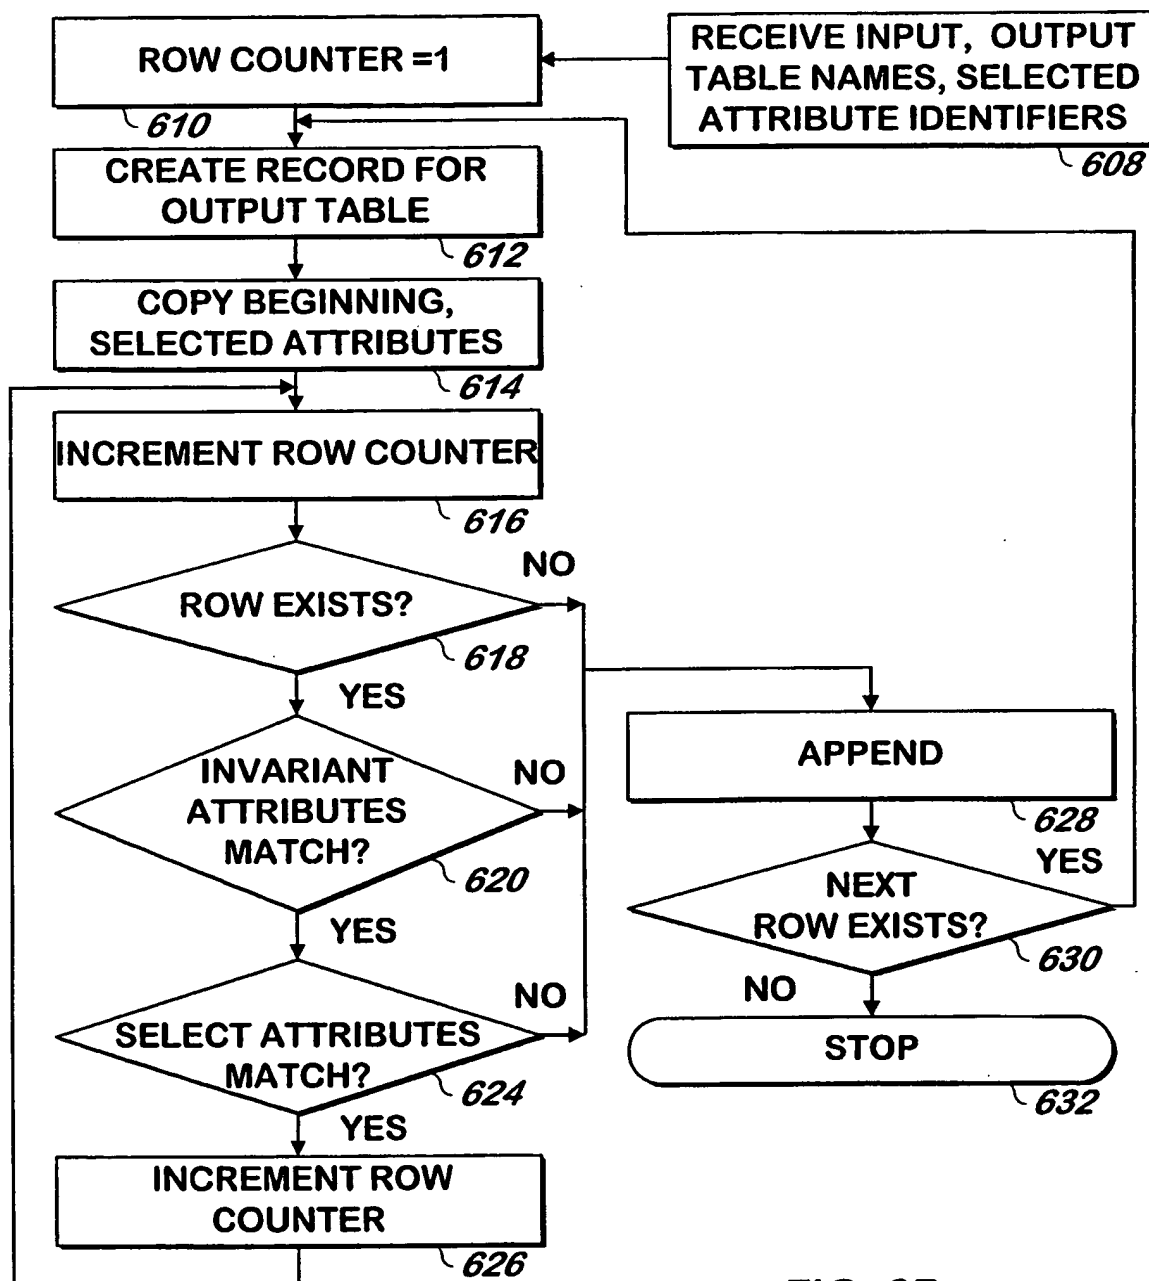 ROW COUNTER =1
610
RECEIVE INPUT, OUTPUT
TABLE NAMES, SELECTED
ATTRIBUTE IDENTIFIERS
608
CREATE RECORD FOR
OUTPUT TABLE
612
COPY BEGINNING,
SELECTED ATTRIBUTES
614
INCREMENT ROW COUNTER
616
ROW EXISTS?
NO
618
YES
INVARIANT
ATTRIBUTES
MATCH?
NO
620
YES
SELECT ATTRIBUTES
MATCH?
NO
624
YES
INCREMENT ROW
COUNTER
626
APPEND
628
NEXT
ROW EXISTS?
YES
630
NO
STOP
632